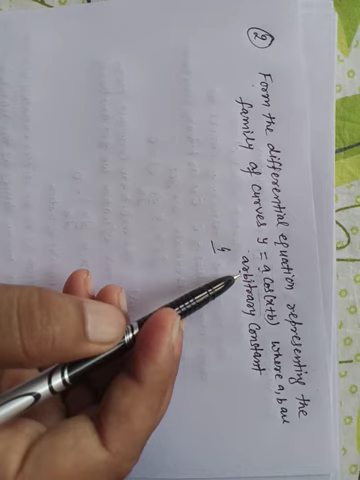 ② Form the differential equation representing the
family of curves y = a cos(x+b) where a, b are
arbitrary constant
y